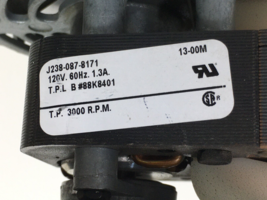 J238-087-8171 13-00M
120V. 60Hz. 1.3A.
T.P.L B #88K8401
T.P. 3000 R.P.M.